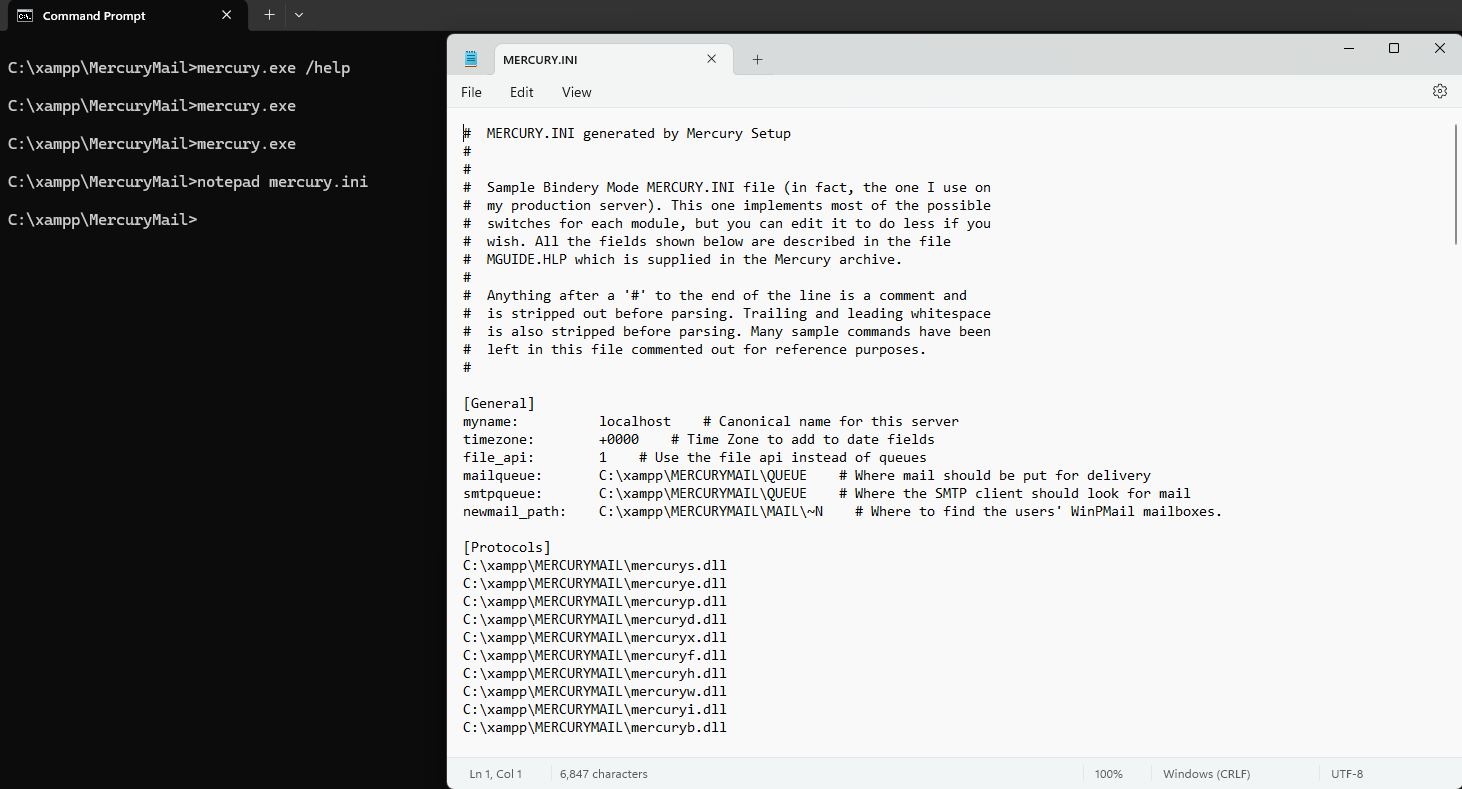 Command Prompt
C:\xampp\MercuryMail>mercury.exe /help
C:\xampp\MercuryMail>mercury.exe
C:\xampp\MercuryMail>mercury.exe
C:\xampp\MercuryMail>notepad mercury.ini
C:\xampp\MercuryMail>
MERCURY.INI
File Edit View
#  MERCURY.INI generated by Mercury Setup
#
#
#  Sample Bindery Mode MERCURY.INI file (in fact, the one I use on
#  my production server). This one implements most of the possible
#  switches for each module, but you can edit it to do less if you
#  wish. All the fields shown below are described in the file
#  MGUIDE.HLP which is supplied in the Mercury archive.
#
#  Anything after a '#' to the end of the line is a comment and
#  is stripped out before parsing. Trailing and leading whitespace
#  is also stripped before parsing. Many sample commands have been
#  left in this file commented out for reference purposes.
#
[General]
myname:          localhost    # Canonical name for this server
timezone:        +0000    # Time Zone to add to date fields
file_api:        1    # Use the file api instead of queues
mailqueue:       C:\xampp\MERCURYMAIL\QUEUE    # Where mail should be put for delivery
smtpqueue:       C:\xampp\MERCURYMAIL\QUEUE    # Where the SMTP client should look for mail
newmail_path:    C:\xampp\MERCURYMAIL\MAIL\~N    # Where to find the users' WinPMail mailboxes.
[Protocols]
C:\xampp\MERCURYMAIL\mercurys.dll
C:\xampp\MERCURYMAIL\mercurye.dll
C:\xampp\MERCURYMAIL\mercuryp.dll
C:\xampp\MERCURYMAIL\mercuryd.dll
C:\xampp\MERCURYMAIL\mercuryx.dll
C:\xampp\MERCURYMAIL\mercuryf.dll
C:\xampp\MERCURYMAIL\mercuryh.dll
C:\xampp\MERCURYMAIL\mercuryw.dll
C:\xampp\MERCURYMAIL\mercuryi.dll
C:\xampp\MERCURYMAIL\mercuryb.dll
Ln 1, Col 1 6,847 characters 100% Windows (CRLF) UTF-8